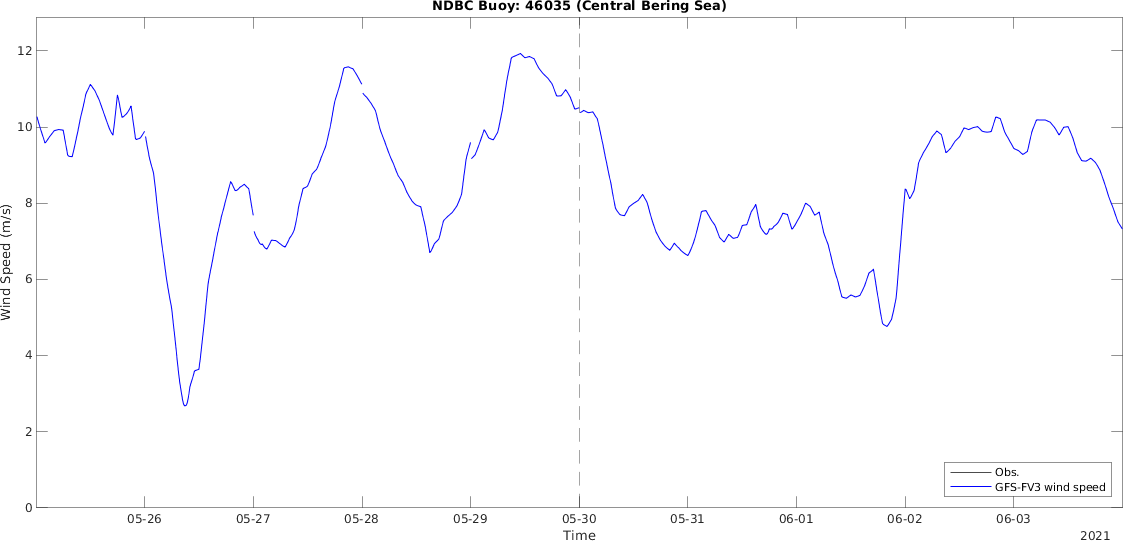 NDBC Buoy: 46035 (Central Bering Sea)
12
10
8
6
4
2
0
Wind Speed (m/s)
Obs.
GFS-FV3 wind speed
05-26 05-27 05-28 05-29 05-30 05-31 06-01 06-02 06-03
Time
2021